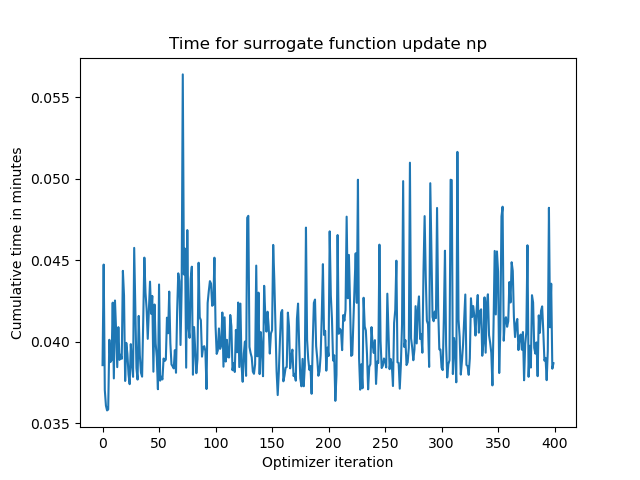 Time for surrogate function update np
Cumulative time in minutes
0.055
0.050
0.045
0.040
0.035
0 50 100 150 200 250 300 350 400
Optimizer iteration